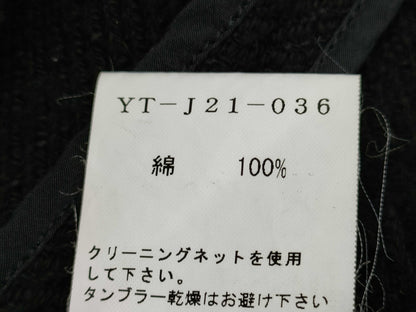 YT-J21-036
綿 100%
クリーニングネットを使用
して下さい。
タンブラー乾燥はお避け下さい